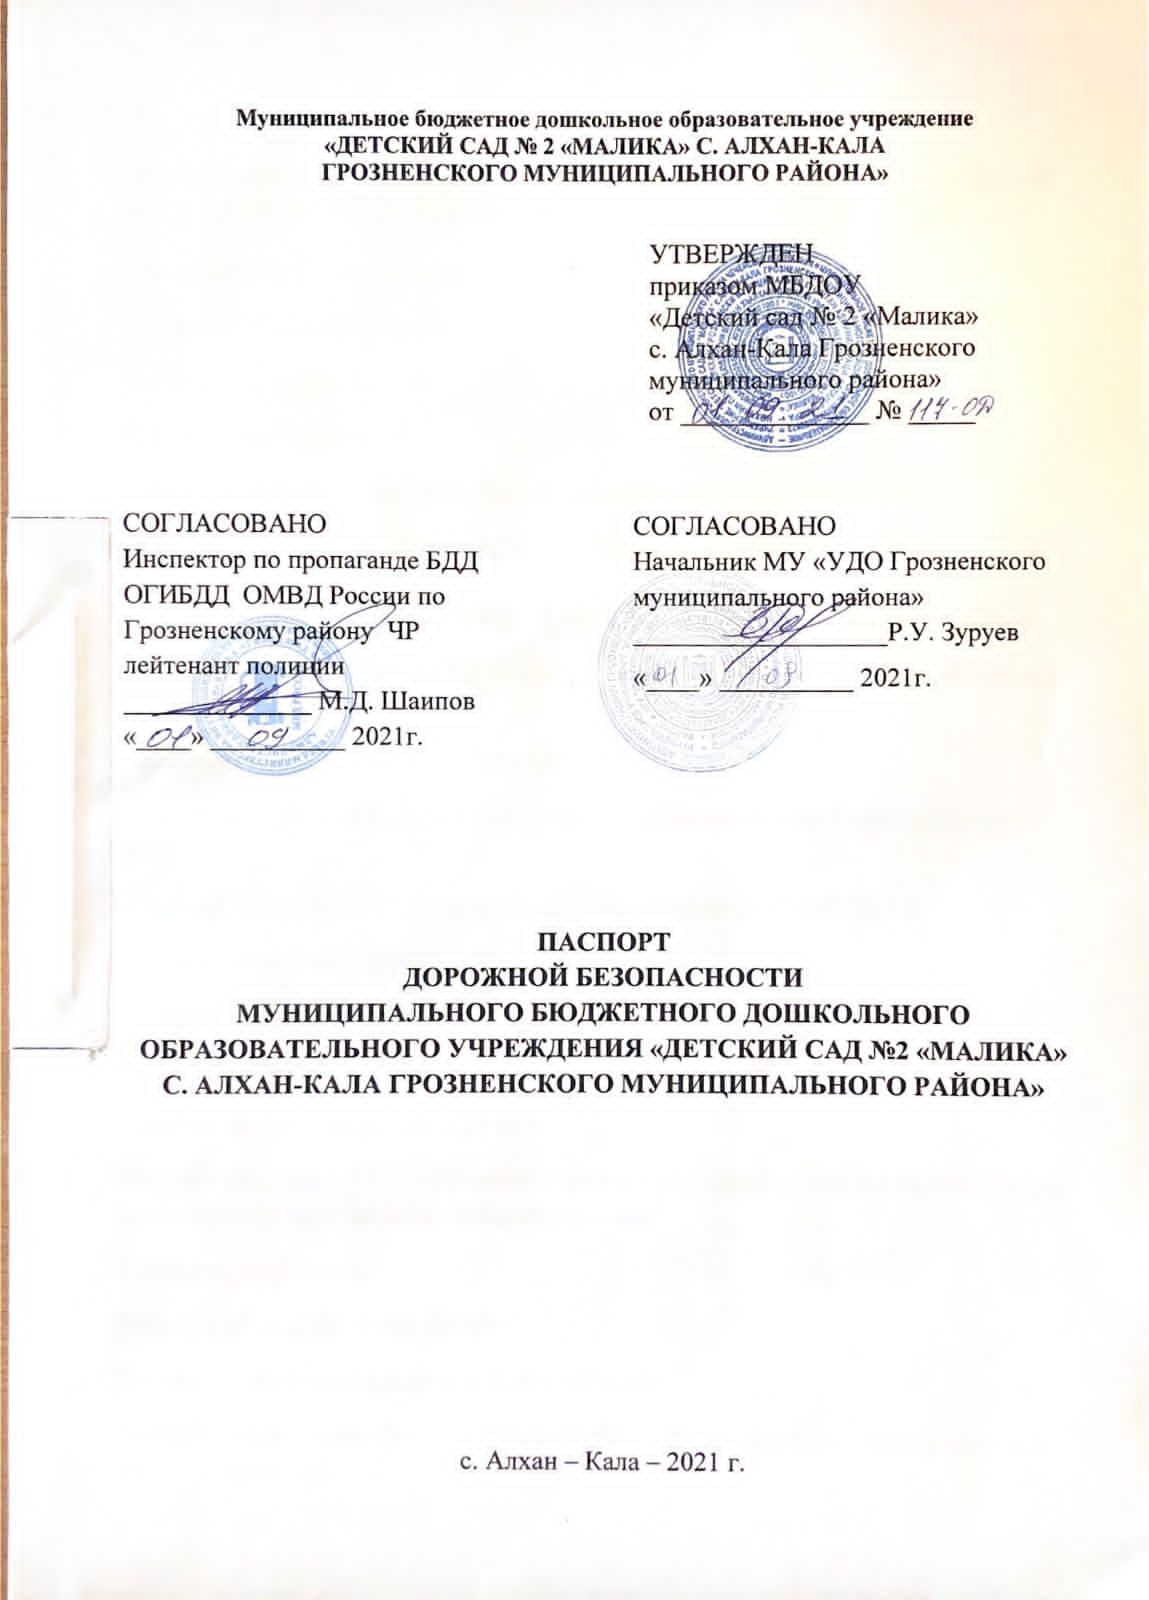 Муниципальное бюджетное дошкольное образовательное учреждение
«ДЕТСКИЙ САД № 2 «МАЛИКА» С. АЛХАН-КАЛА
ГРОЗНЕНСКОГО МУНИЦИПАЛЬНОГО РАЙОНА»
УТВЕРЖДЕН
приказом МБДОУ
«Детский сад № 2 «Малика»
с. Алхан-Кала Грозненского
муниципального района»
от 01 09 21 № 117-ОД
СОГЛАСОВАНО
Инспектор по пропаганде БДД
ОГИБДД ОМВД России по
Грозненскому району ЧР
лейтенант полиции
М.Д. Шаипов
«01» 09 2021г.
СОГЛАСОВАНО
Начальник МУ «УДО Грозненского
муниципального района»
Р.У. Зуруев
«01» 09 2021г.
ПАСПОРТ
ДОРОЖНОЙ БЕЗОПАСНОСТИ
МУНИЦИПАЛЬНОГО БЮДЖЕТНОГО ДОШКОЛЬНОГО
ОБРАЗОВАТЕЛЬНОГО УЧРЕЖДЕНИЯ «ДЕТСКИЙ САД №2 «МАЛИКА»
С. АЛХАН-КАЛА ГРОЗНЕНСКОГО МУНИЦИПАЛЬНОГО РАЙОНА»
с. Алхан – Кала – 2021 г.